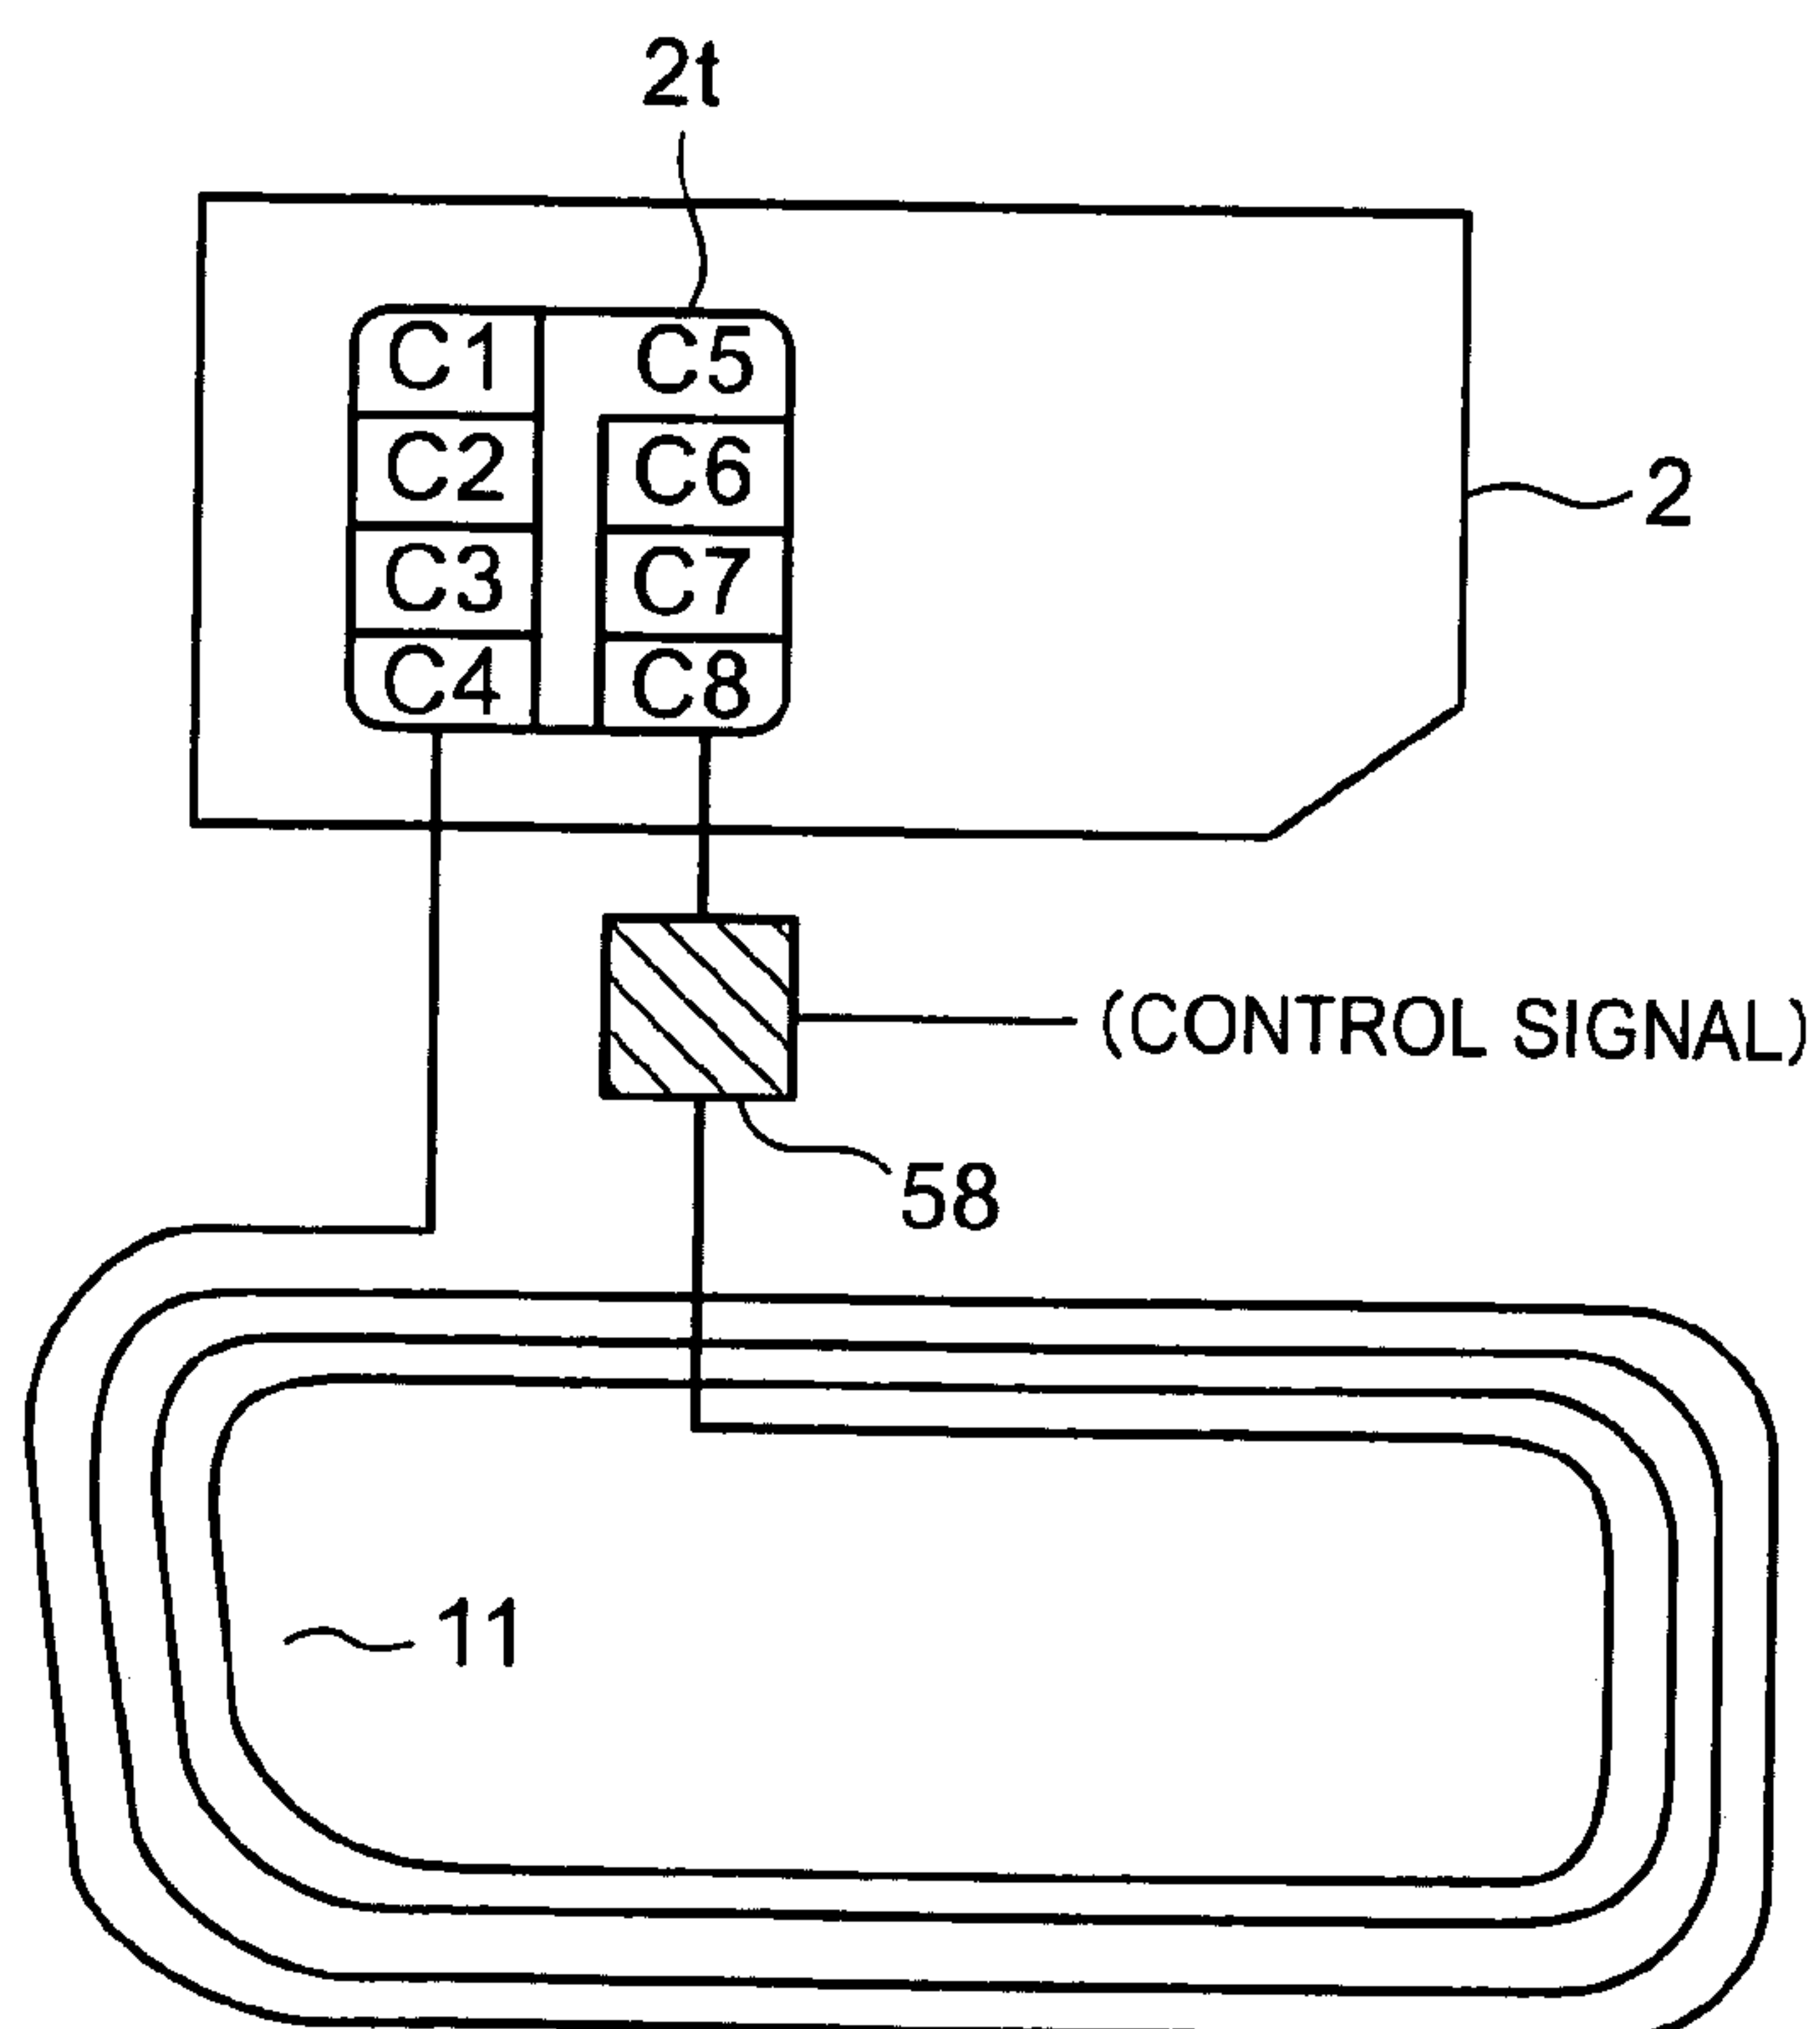 2t
C1 C5
C2 C6
C3 C7
C4 C8
2
(CONTROL SIGNAL)
58
11